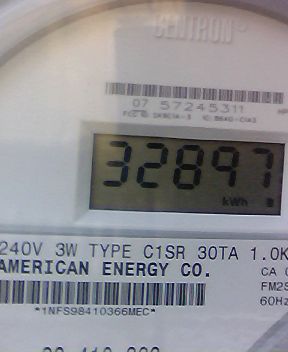 CENTRON
07 57245311
32897
kWh
240V 3W TYPE C1SR 30TA 1.0K
AMERICAN ENERGY CO.
CA
FM2S
60Hz
*1NFS98410366MEC*